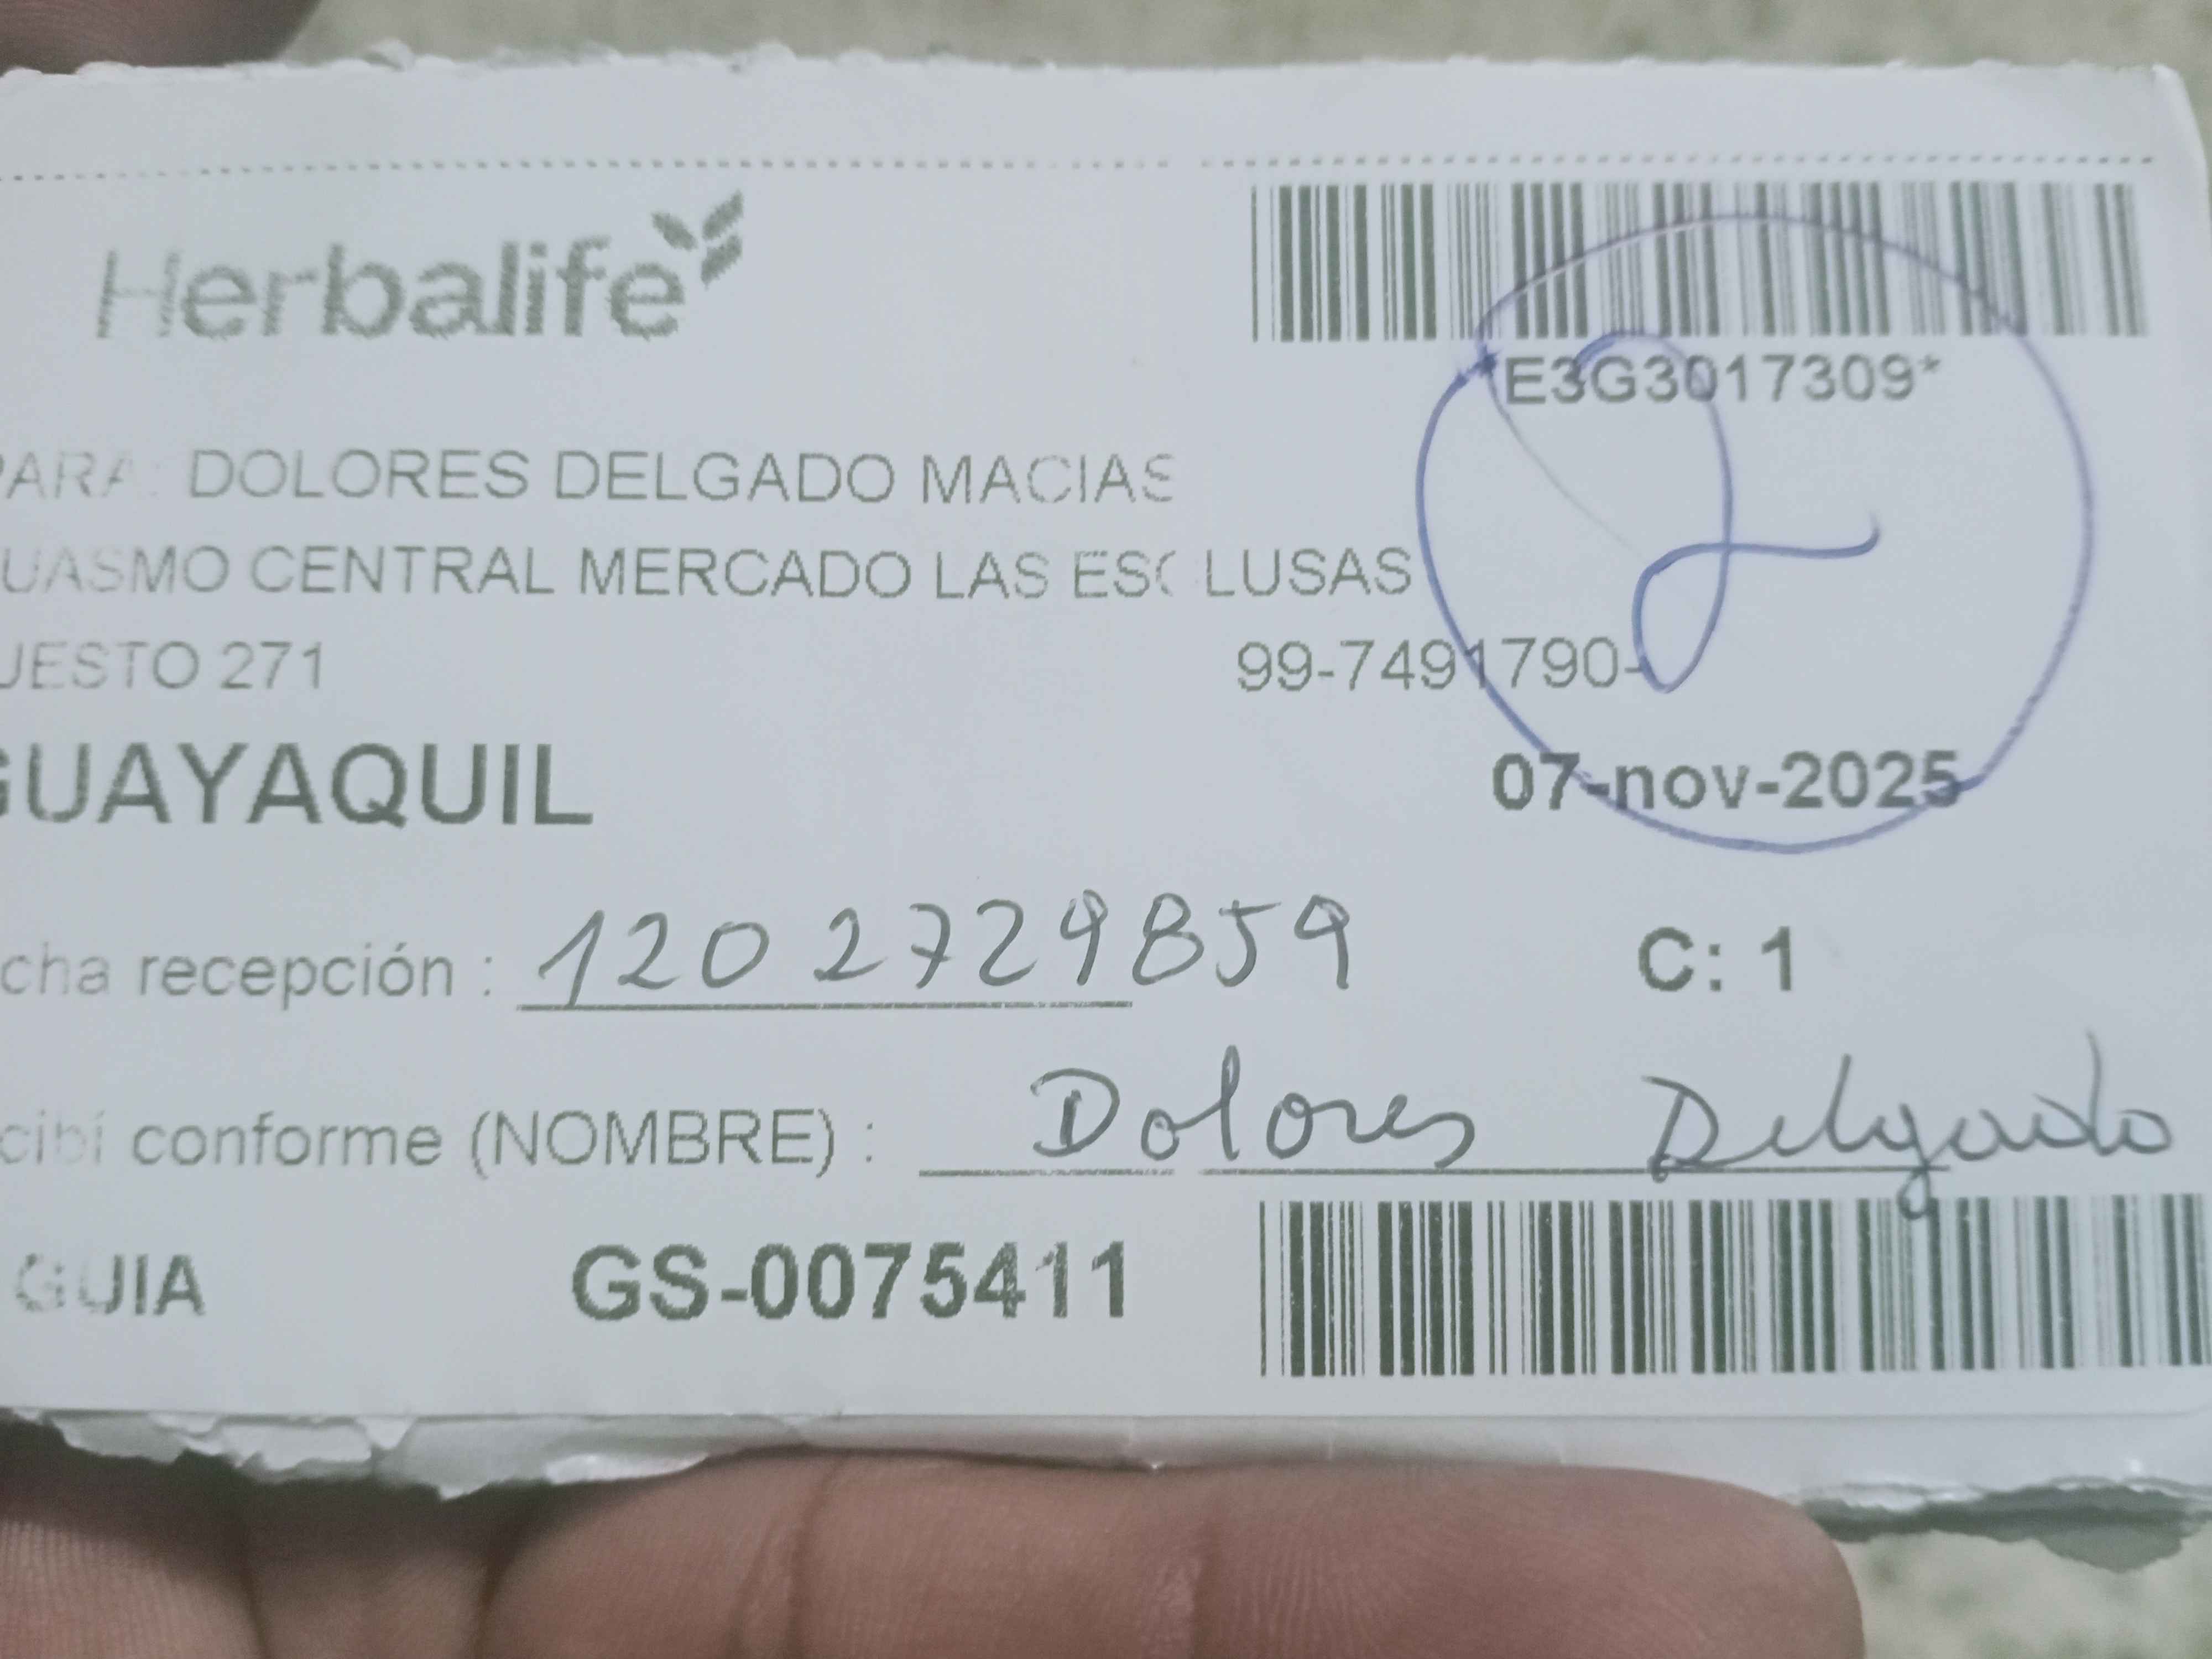 Herbalife
*E3G3017309*
PARA: DOLORES DELGADO MACIAS
UASMO CENTRAL MERCADO LAS ESCLUSAS
UESTO 271
99-7491790-
GUAYAQUIL
07-nov-2025
cha recepción : 1202729859
C: 1
cibí conforme (NOMBRE) : Dolores Delgado
GUIA GS-0075411